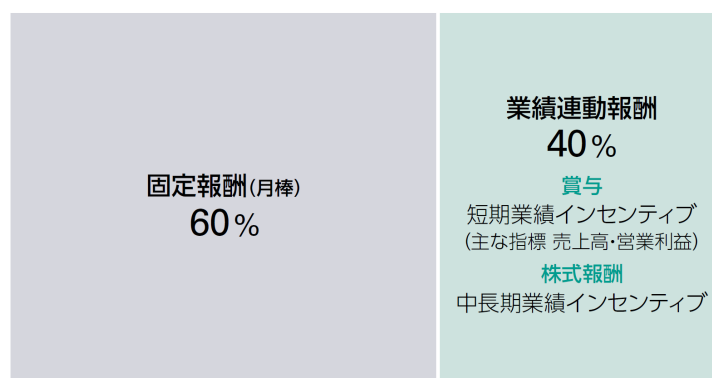 固定報酬(月棒)
60%
業績連動報酬
40%
賞与
短期業績インセンティブ
(主な指標 売上高・営業利益)
株式報酬
中長期業績インセンティブ